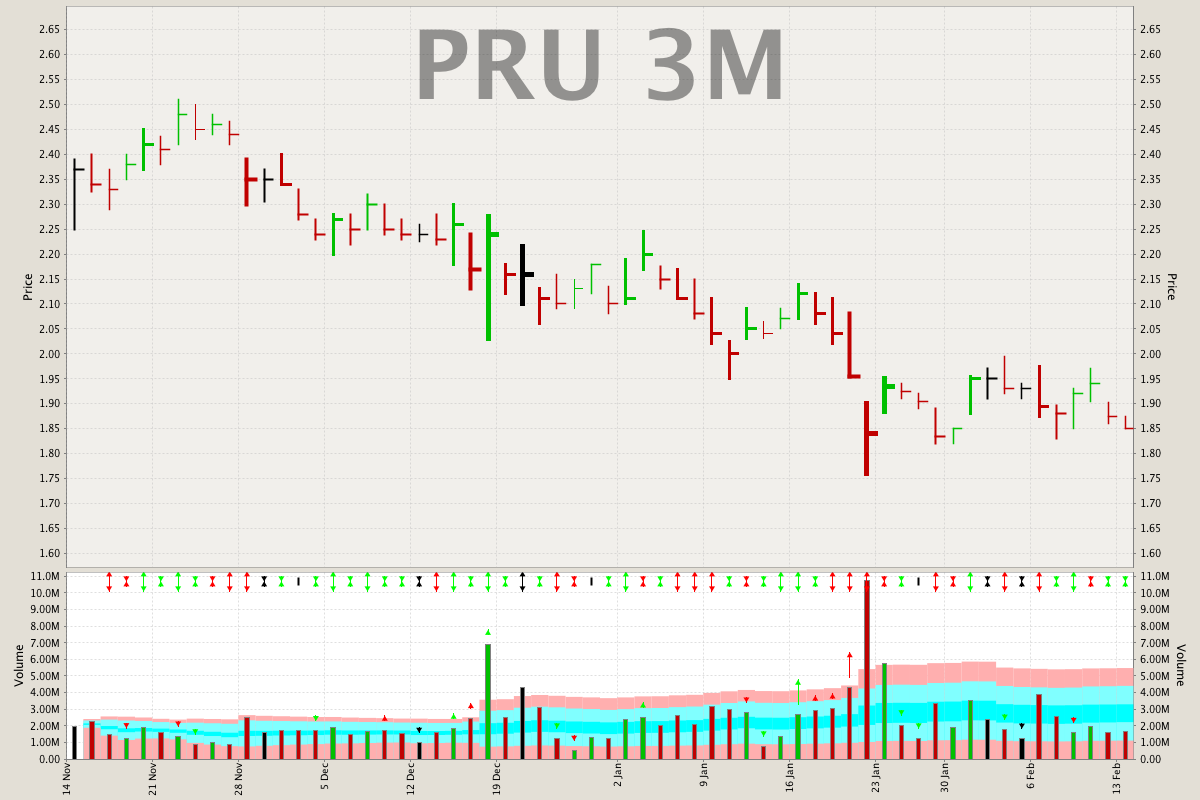 PRU 3M
2.65 2.65
2.60 2.60
2.55 2.55
2.50 2.50
2.45 2.45
2.40 2.40
2.35 2.35
2.30 2.30
2.25 2.25
2.20 2.20
2.15 2.15
2.10 2.10
2.05 2.05
2.00 2.00
1.95 1.95
1.90 1.90
1.85 1.85
1.80 1.80
1.75 1.75
1.70 1.70
1.65 1.65
1.60 1.60
Price Price
11.0M 11.0M
10.0M 10.0M
9.00M 9.00M
8.00M 8.00M
7.00M 7.00M
6.00M 6.00M
5.00M 5.00M
4.00M 4.00M
3.00M 3.00M
2.00M 2.00M
1.00M 1.00M
0.00 0.00
Volume Volume
14 Nov 21 Nov 28 Nov 5 Dec 12 Dec 19 Dec 2 Jan 9 Jan 16 Jan 23 Jan 30 Jan 6 Feb 13 Feb